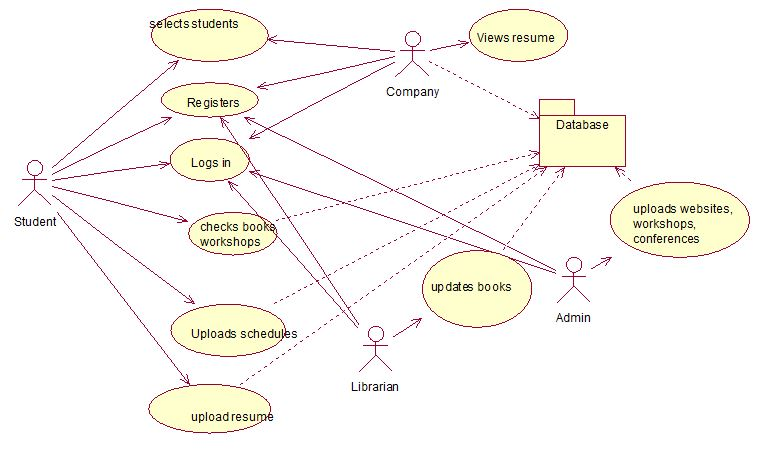 selects students
Views resume
Company
Registers
Database
Logs in
Student
checks books
workshops
uploads websites,
workshops,
conferences
updates books
Admin
Uploads schedules
Librarian
upload resume